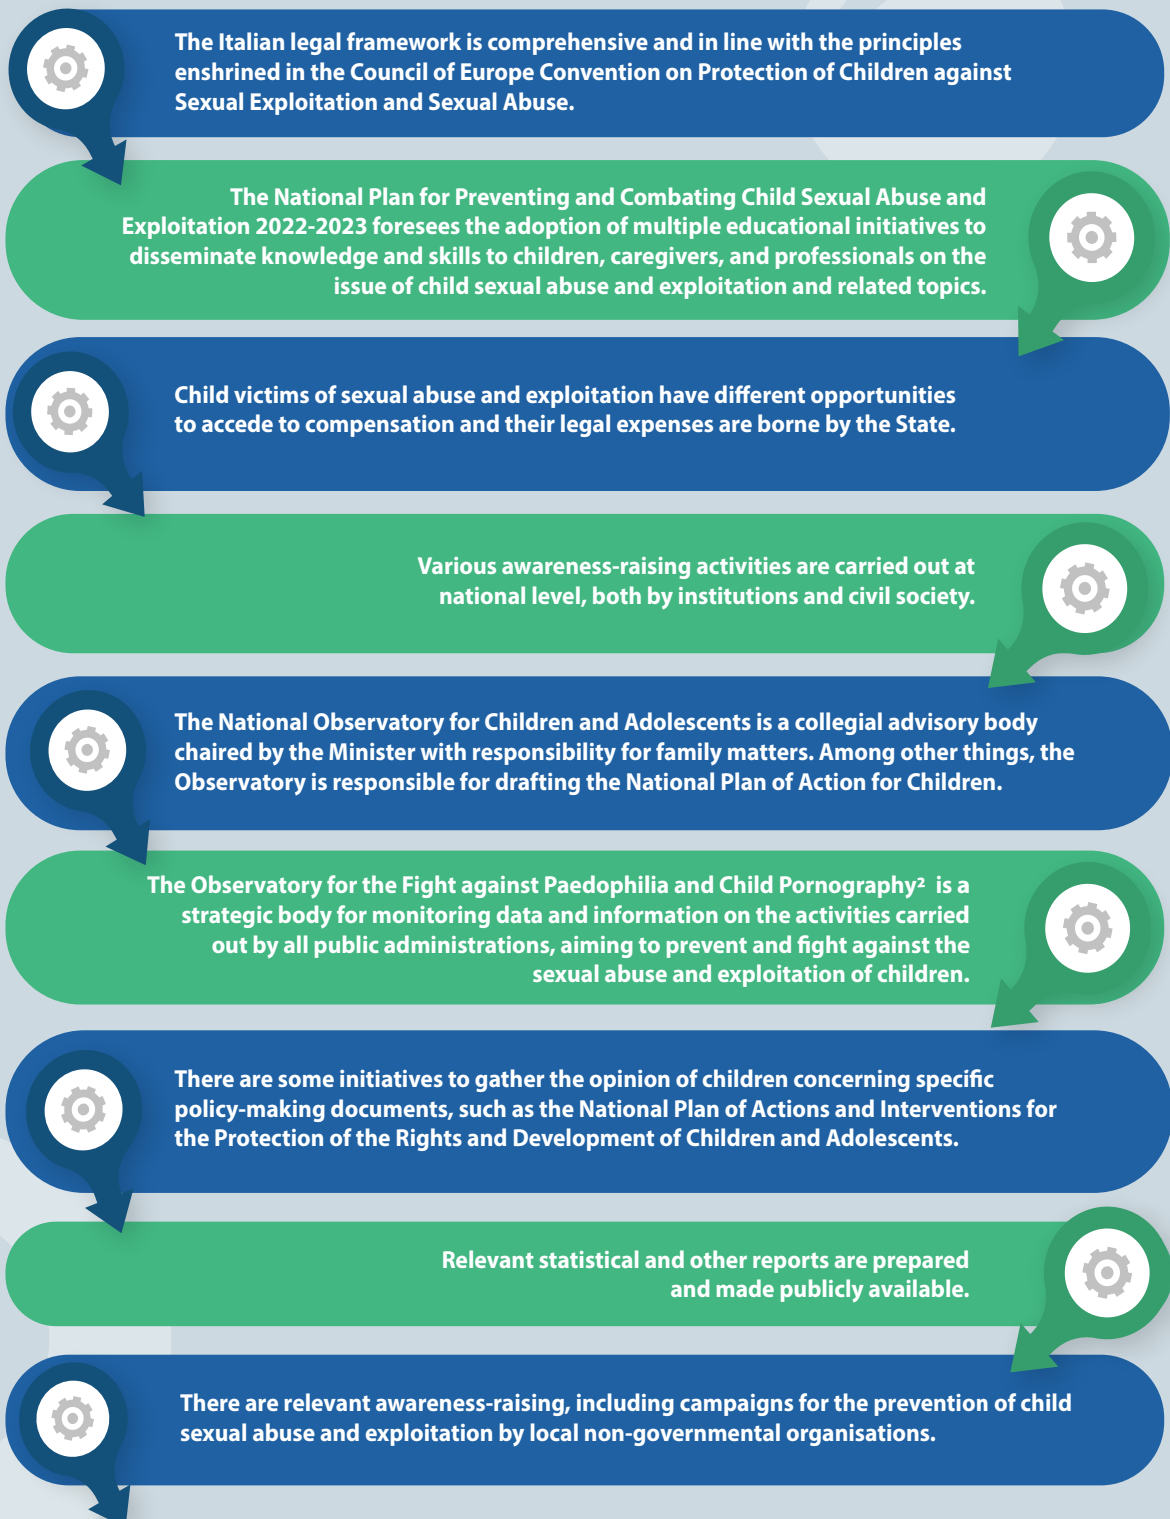 The Italian legal framework is comprehensive and in line with the principles
enshrined in the Council of Europe Convention on Protection of Children against
Sexual Exploitation and Sexual Abuse.
The National Plan for Preventing and Combating Child Sexual Abuse and
Exploitation 2022-2023 foresees the adoption of multiple educational initiatives to
disseminate knowledge and skills to children, caregivers, and professionals on the
issue of child sexual abuse and exploitation and related topics.
Child victims of sexual abuse and exploitation have different opportunities
to accede to compensation and their legal expenses are borne by the State.
Various awareness-raising activities are carried out at
national level, both by institutions and civil society.
The National Observatory for Children and Adolescents is a collegial advisory body
chaired by the Minister with responsibility for family matters. Among other things, the
Observatory is responsible for drafting the National Plan of Action for Children.
The Observatory for the Fight against Paedophilia and Child Pornography² is a
strategic body for monitoring data and information on the activities carried
out by all public administrations, aiming to prevent and fight against the
sexual abuse and exploitation of children.
There are some initiatives to gather the opinion of children concerning specific
policy-making documents, such as the National Plan of Actions and Interventions for
the Protection of the Rights and Development of Children and Adolescents.
Relevant statistical and other reports are prepared
and made publicly available.
There are relevant awareness-raising, including campaigns for the prevention of child
sexual abuse and exploitation by local non-governmental organisations.